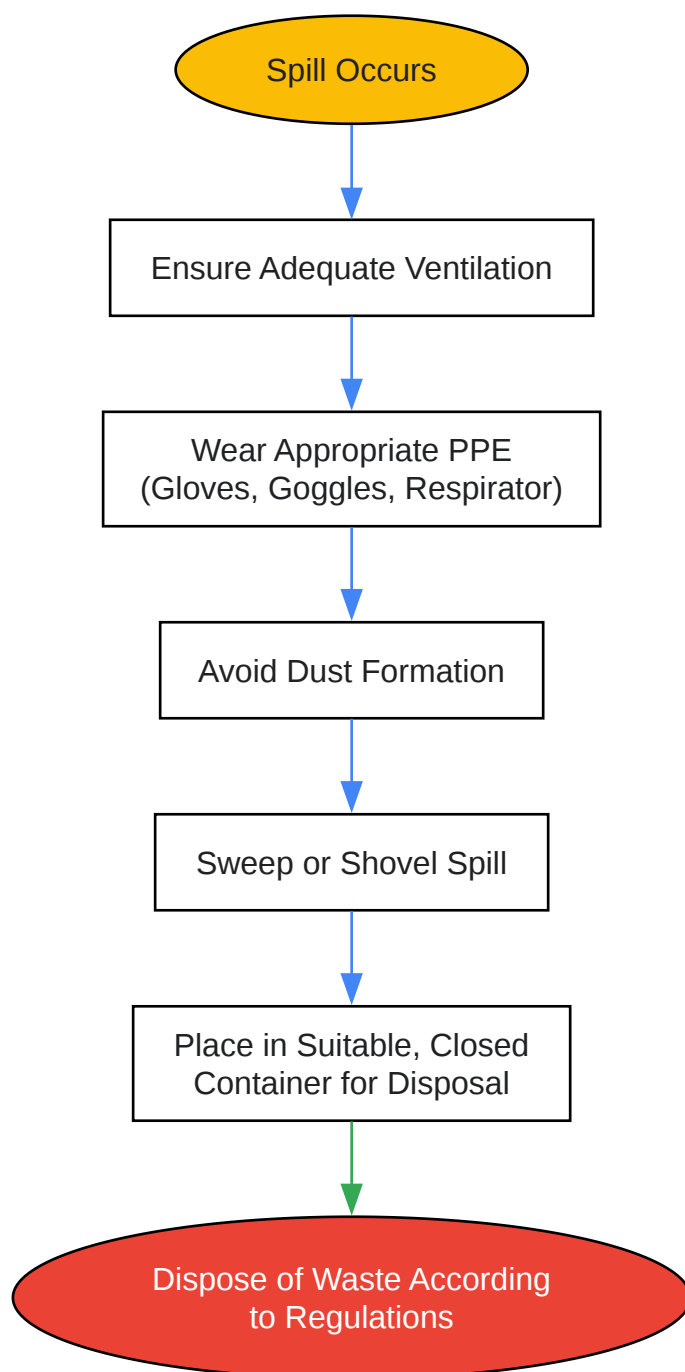 Spill Occurs
Ensure Adequate Ventilation
Wear Appropriate PPE
(Gloves, Goggles, Respirator)
Avoid Dust Formation
Sweep or Shovel Spill
Place in Suitable, Closed
Container for Disposal
Dispose of Waste According
to Regulations